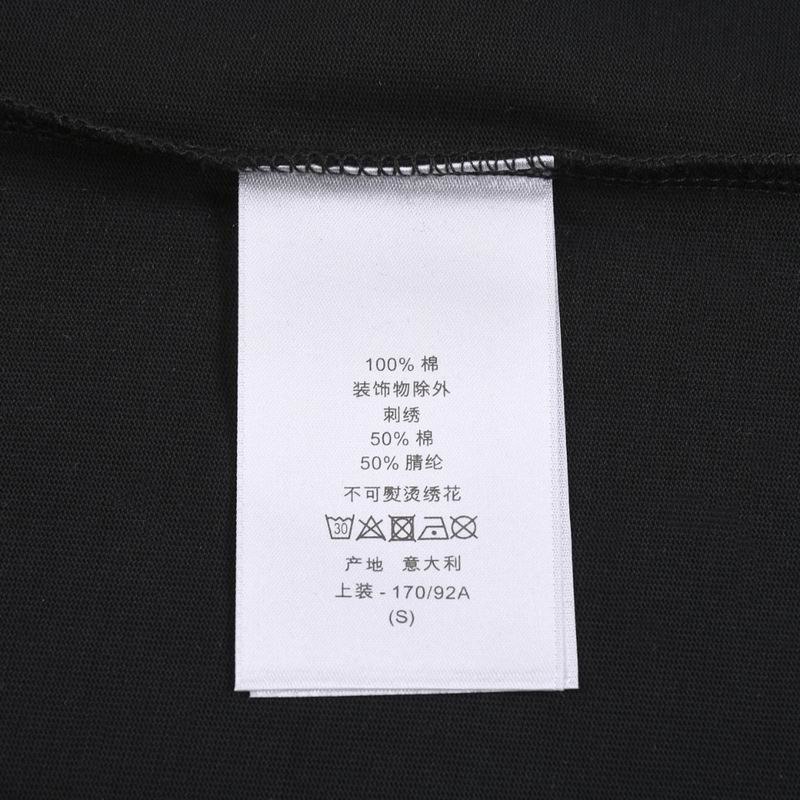 100% 棉
装饰物除外
刺绣
50% 棉
50% 腈纶
不可熨烫绣花
30
产地 意大利
上装 - 170/92A
(S)